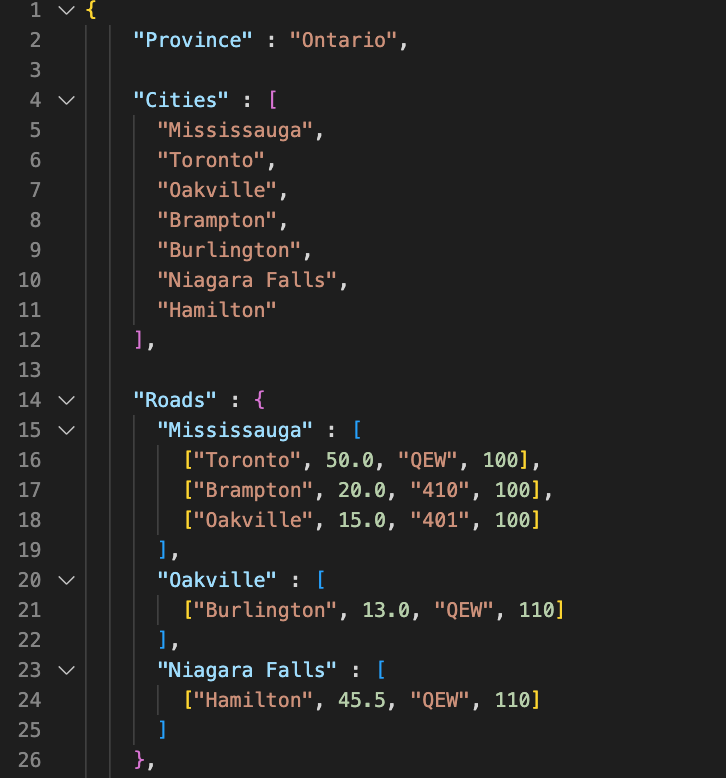 1 {
2 "Province" : "Ontario",
3
4 "Cities" : [
5 "Mississauga",
6 "Toronto",
7 "Oakville",
8 "Brampton",
9 "Burlington",
10 "Niagara Falls",
11 "Hamilton"
12 ],
13
14 "Roads" : {
15 "Mississauga" : [
16 ["Toronto", 50.0, "QEW", 100],
17 ["Brampton", 20.0, "410", 100],
18 ["Oakville", 15.0, "401", 100]
19 ],
20 "Oakville" : [
21 ["Burlington", 13.0, "QEW", 110]
22 ],
23 "Niagara Falls" : [
24 ["Hamilton", 45.5, "QEW", 110]
25 ]
26 },